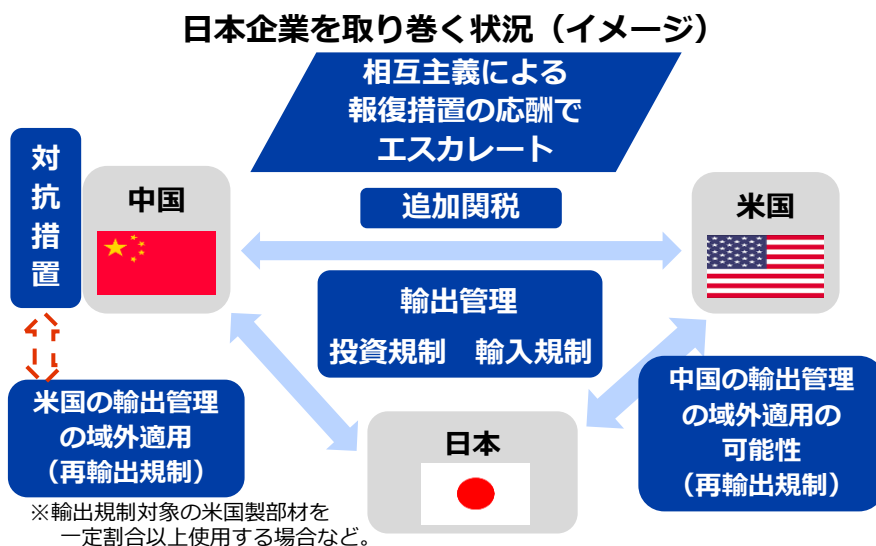 日本企業を取り巻く状況（イメージ）
相互主義による
報復措置の応酬で
エスカレート
対
抗
措
置
中国
追加関税
米国
輸出管理
投資規制　輸入規制
米国の輸出管理
の域外適用
（再輸出規制）
日本
中国の輸出管理
の域外適用の
可能性
（再輸出規制）
※輸出規制対象の米国製部材を
一定割合以上使用する場合など。